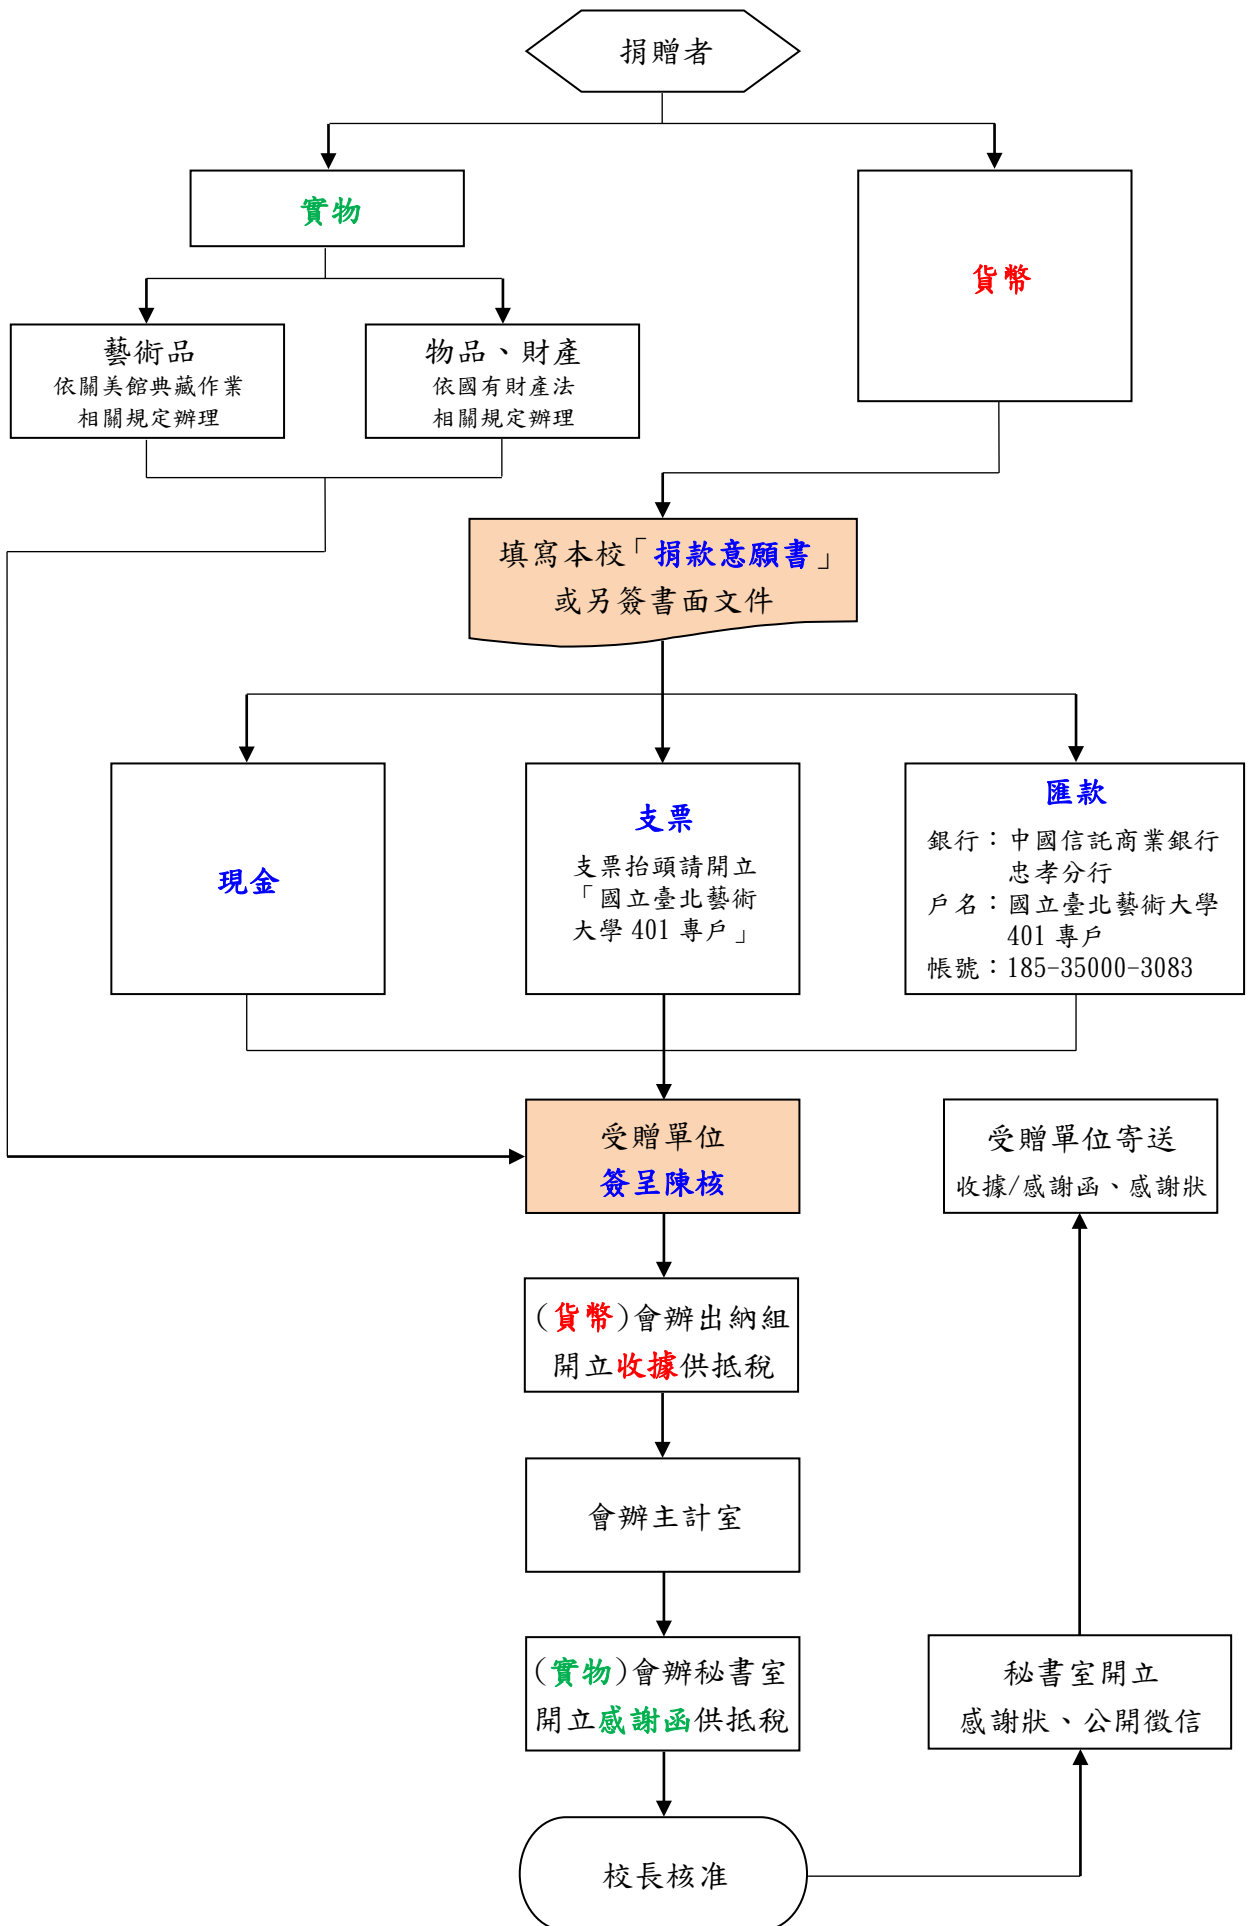 捐贈者
實物
貨幣
藝術品
依關美館典藏作業
相關規定辦理
物品、財產
依國有財產法
相關規定辦理
填寫本校「捐款意願書」
或另簽書面文件
現金
支票
支票抬頭請開立
「國立臺北藝術
大學 401 專戶」
匯款
銀行：中國信託商業銀行
忠孝分行
戶名：國立臺北藝術大學
401 專戶
帳號：185-35000-3083
受贈單位
簽呈陳核
受贈單位寄送
收據/感謝函、感謝狀
(貨幣)會辦出納組
開立收據供抵稅
會辦主計室
(實物)會辦秘書室
開立感謝函供抵稅
秘書室開立
感謝狀、公開徵信
校長核准